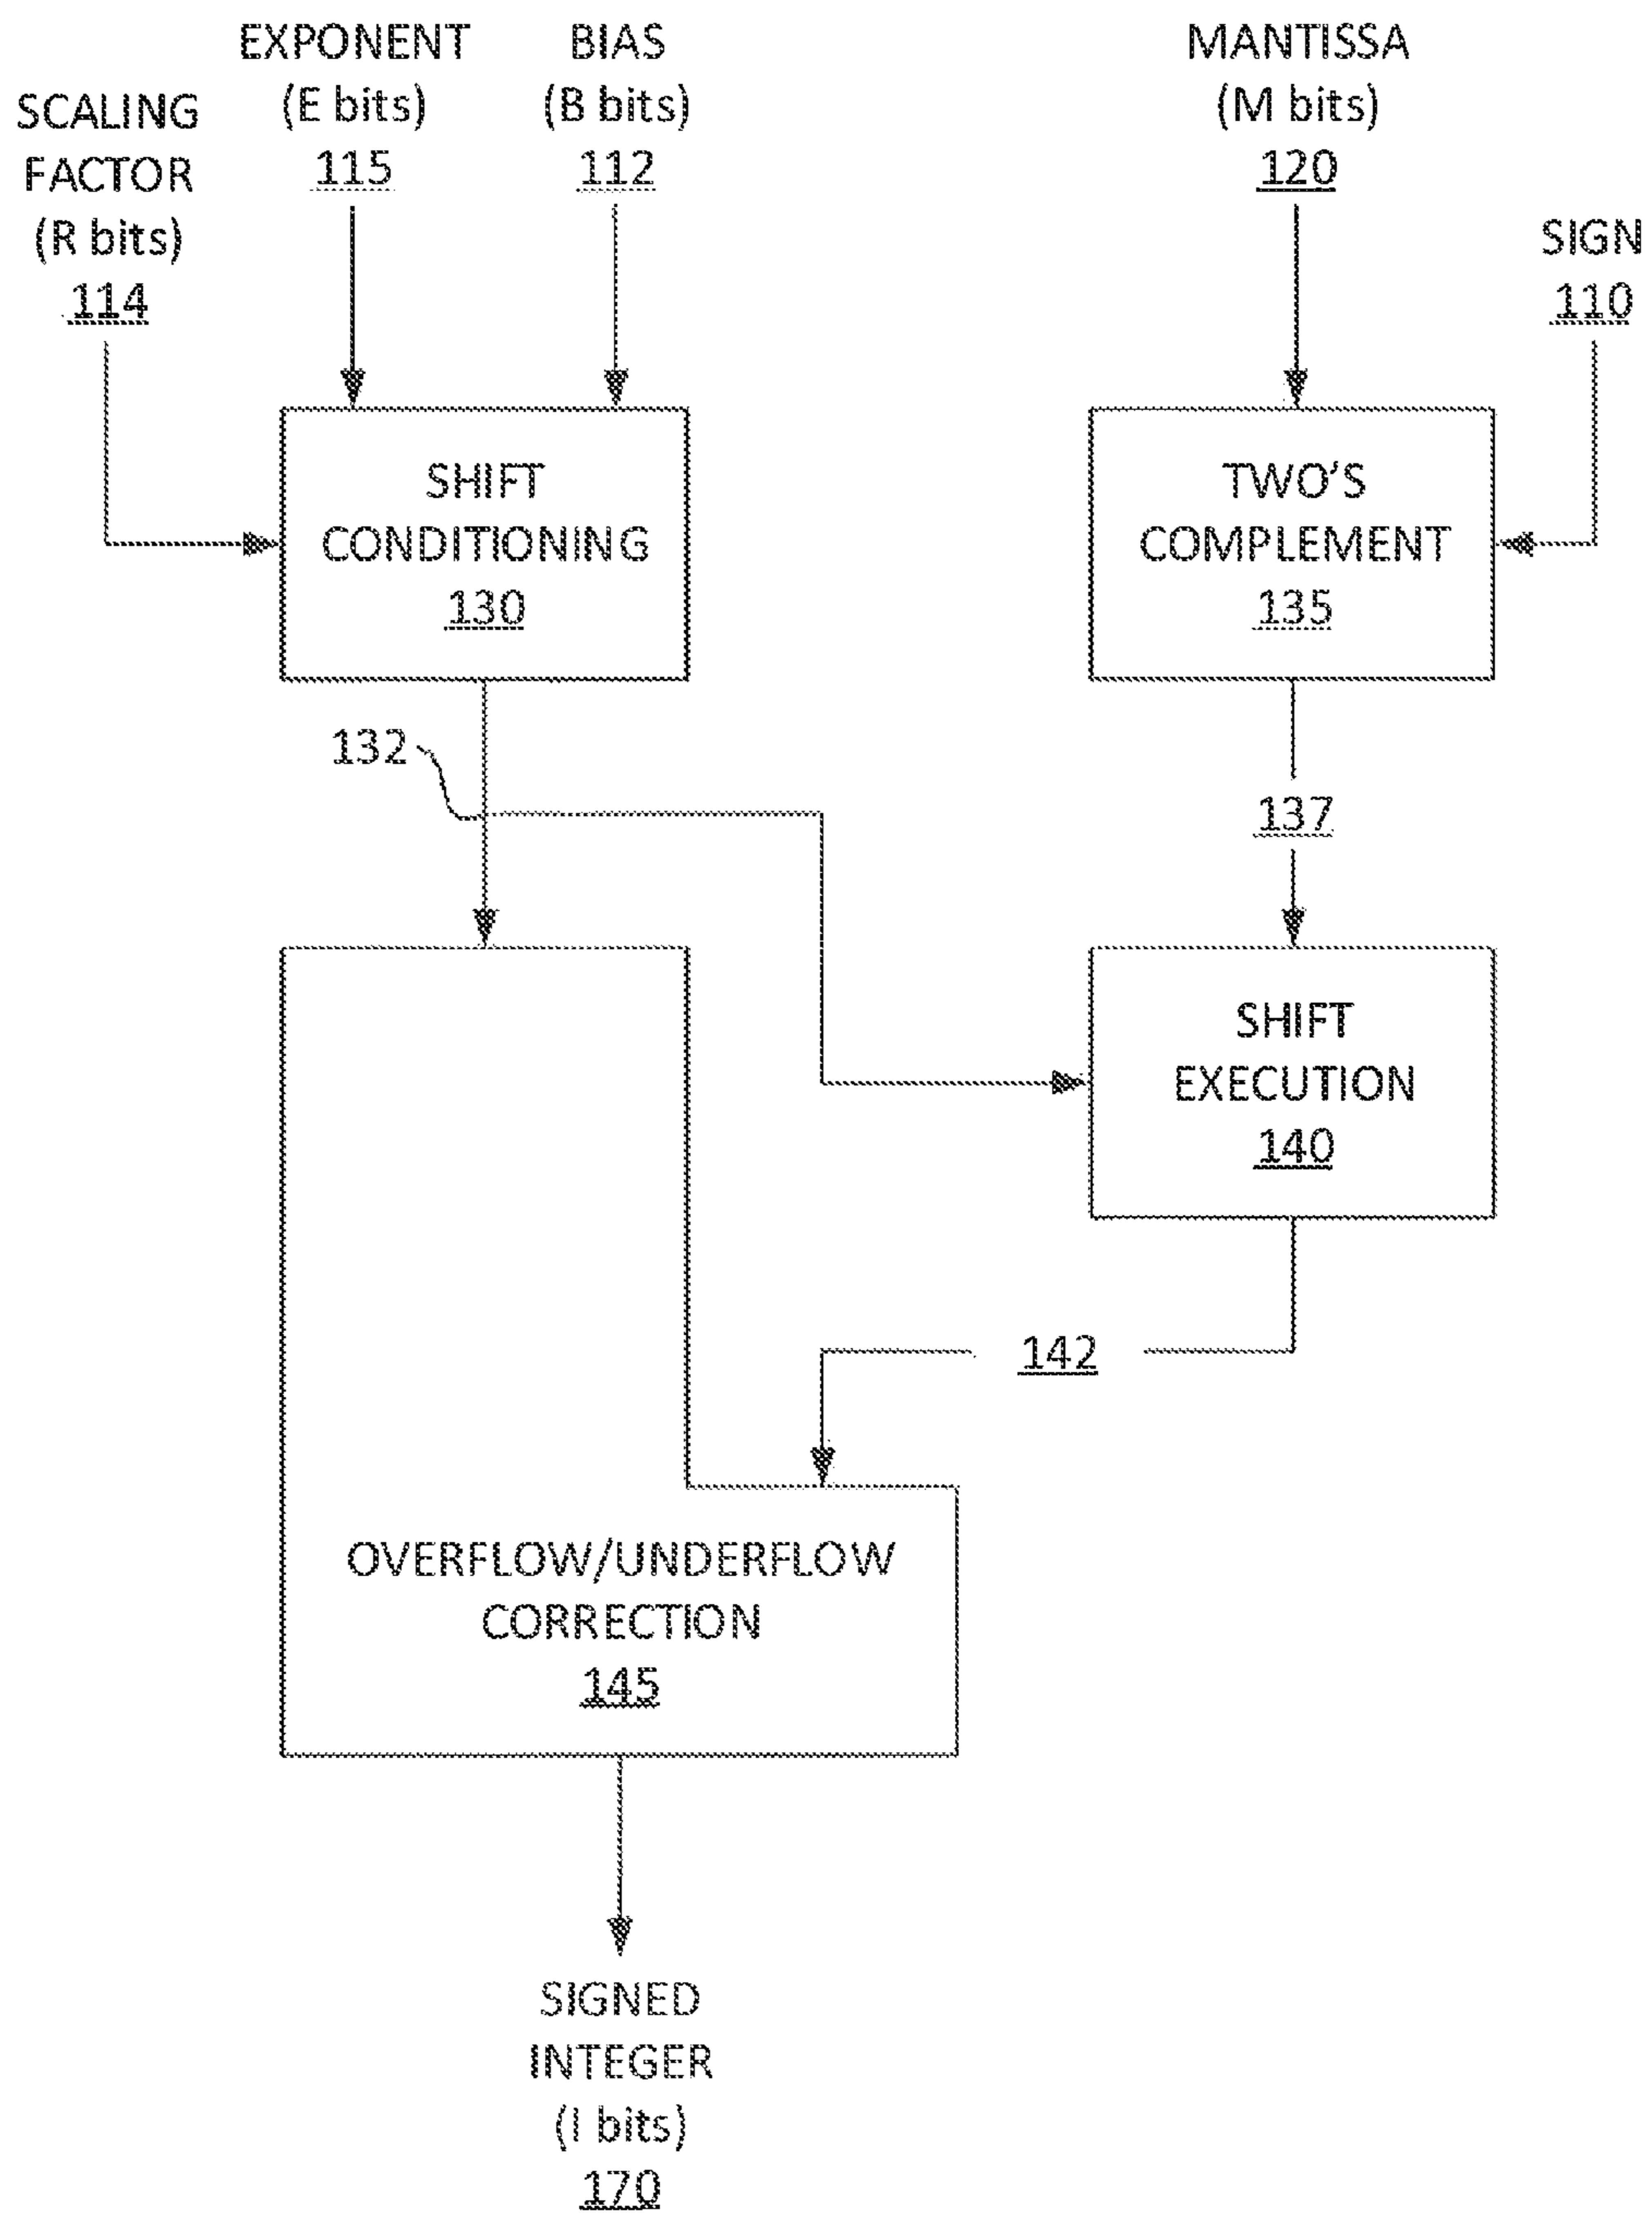 EXPONENT
(E bits)
115
BIAS
(B bits)
112
MANTISSA
(M bits)
120
SCALING
FACTOR
(R bits)
114
SIGN
110
SHIFT
CONDITIONING
130
TWO'S
COMPLEMENT
135
132
137
SHIFT
EXECUTION
140
142
OVERFLOW/UNDERFLOW
CORRECTION
145
SIGNED
INTEGER
(I bits)
170